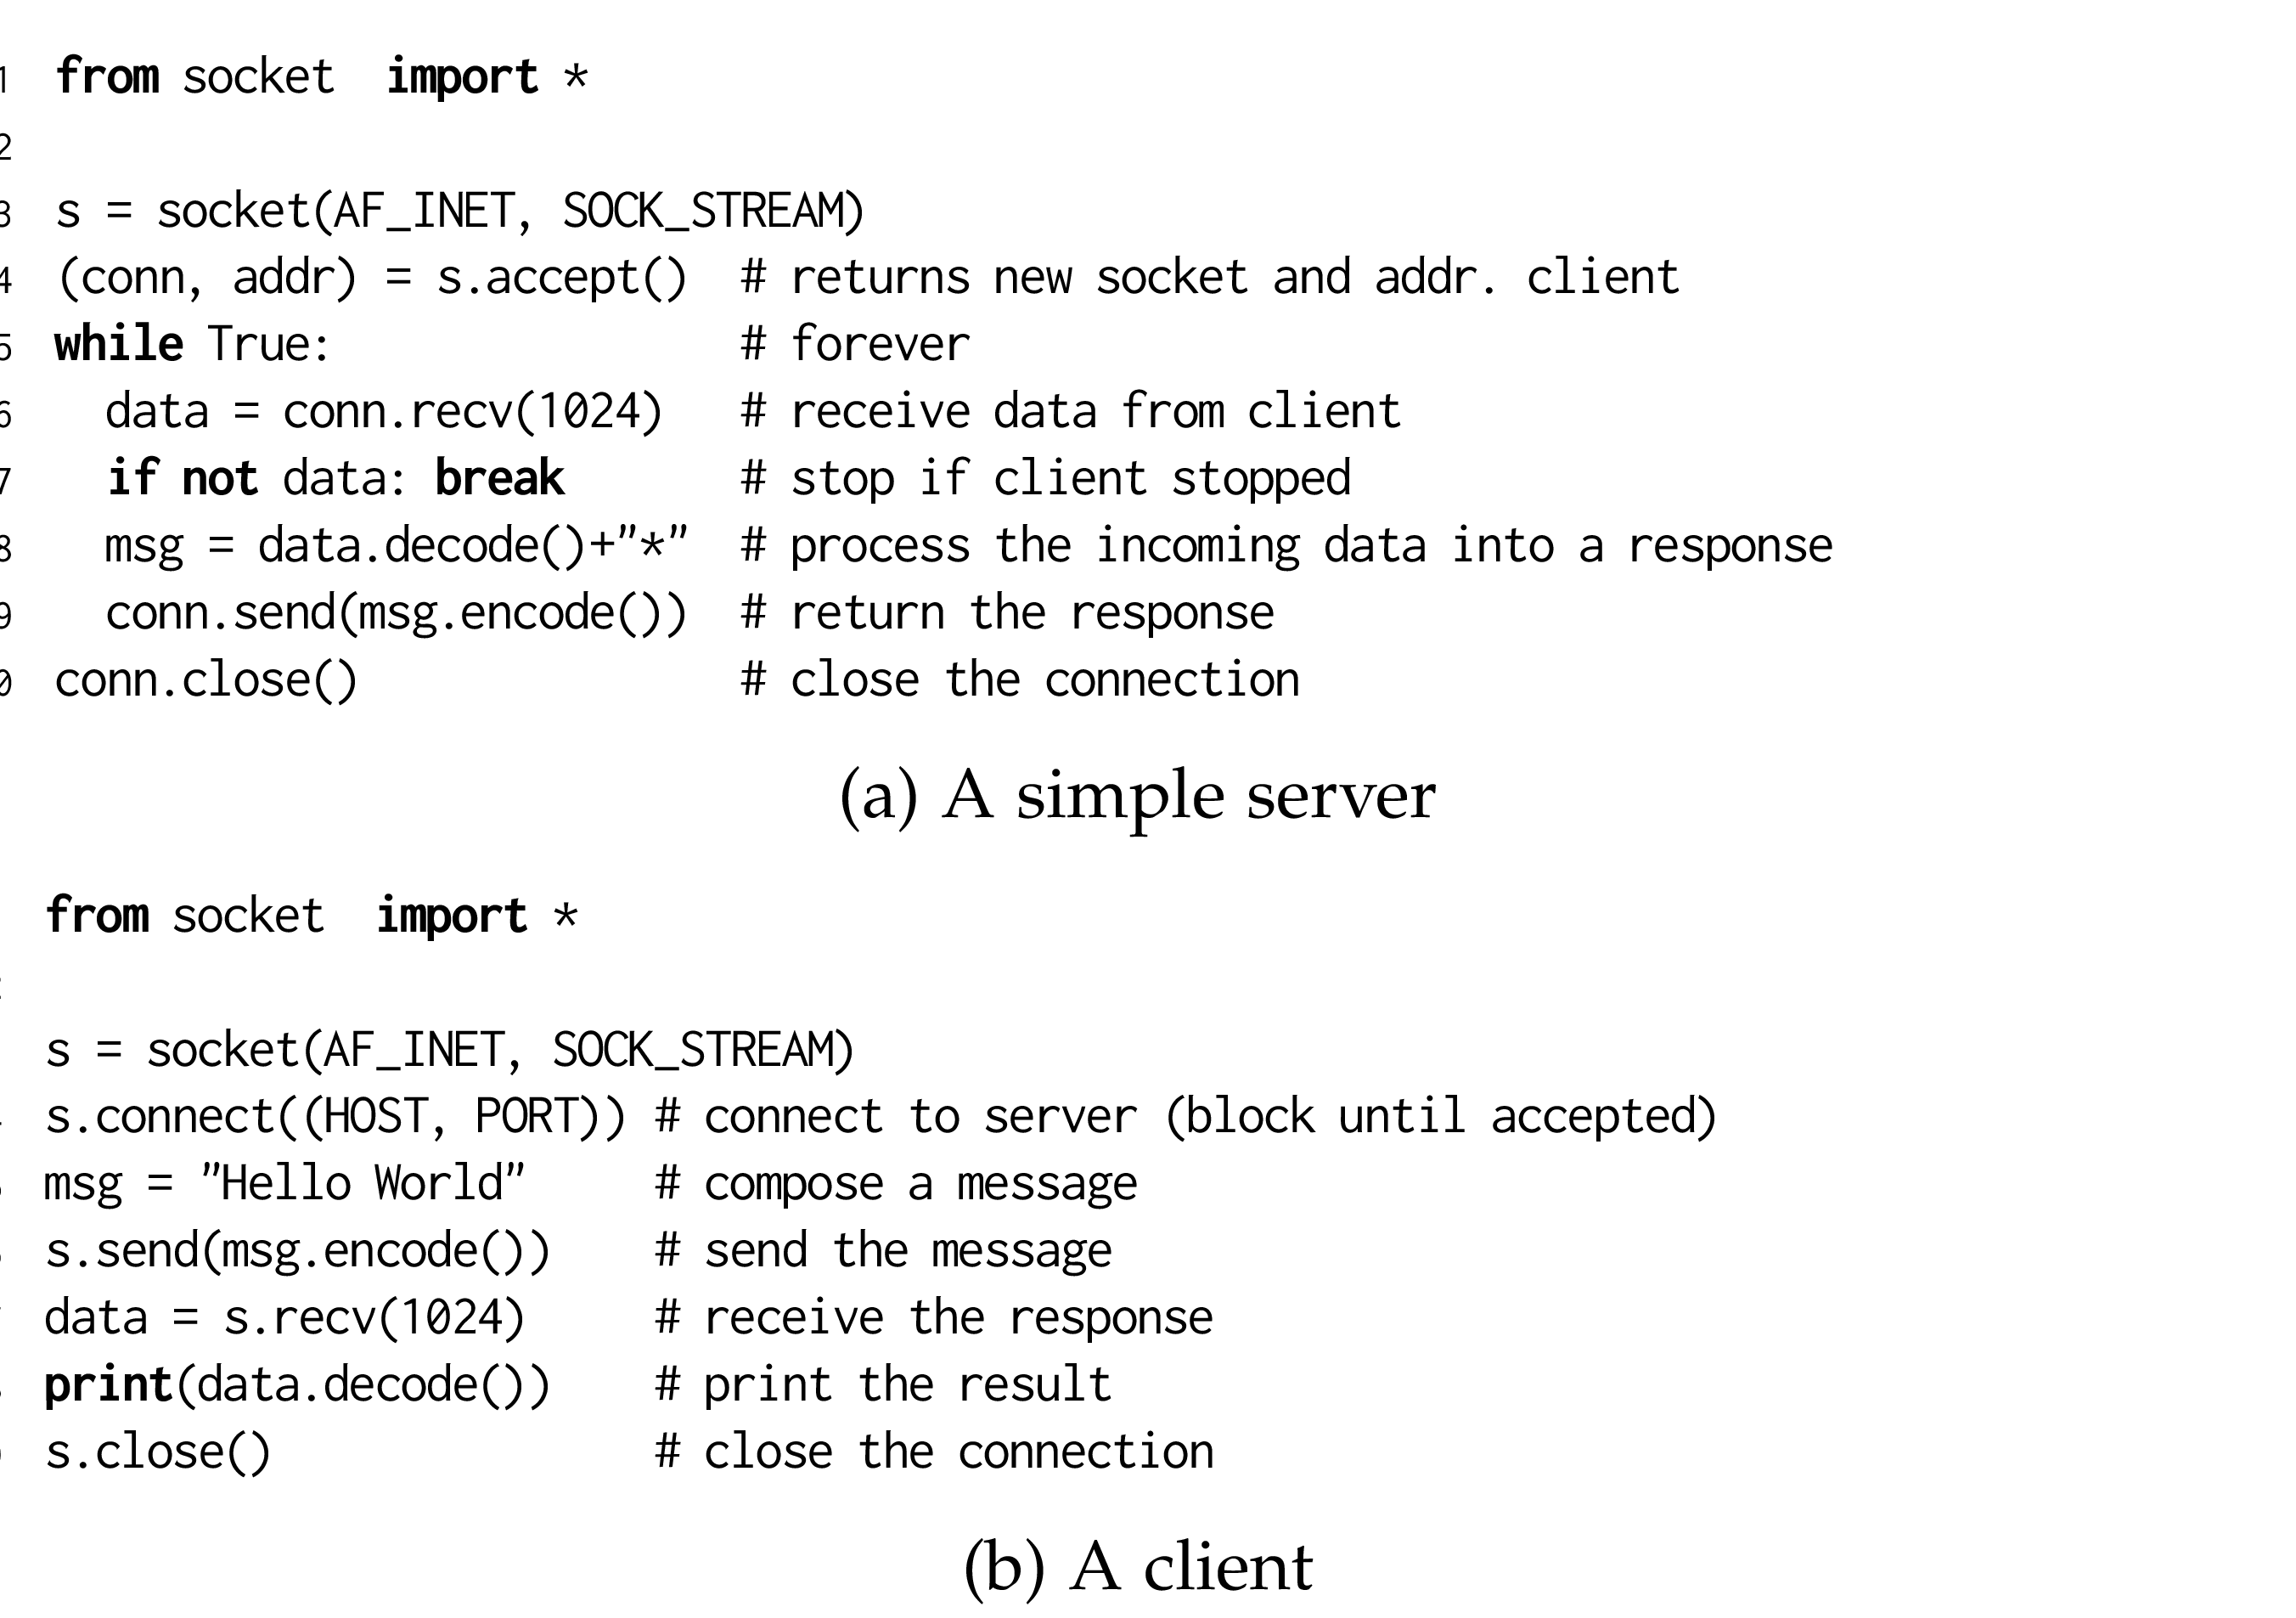 1 from socket import *
2
3 s = socket(AF_INET, SOCK_STREAM)
4 (conn, addr) = s.accept() # returns new socket and addr. client
5 while True: # forever
6 data = conn.recv(1024) # receive data from client
7 if not data: break # stop if client stopped
8 msg = data.decode()+"*" # process the incoming data into a response
9 conn.send(msg.encode()) # return the response
0 conn.close() # close the connection
(a) A simple server
from socket import *
s = socket(AF_INET, SOCK_STREAM)
s.connect((HOST, PORT)) # connect to server (block until accepted)
msg = "Hello World" # compose a message
s.send(msg.encode()) # send the message
data = s.recv(1024) # receive the response
print(data.decode()) # print the result
s.close() # close the connection
(b) A client